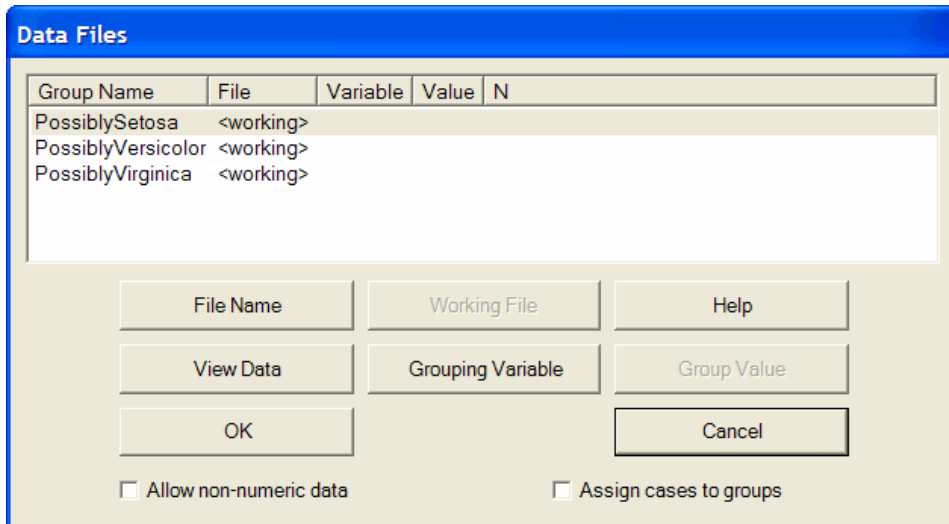 Data Files
Group Name File Variable Value N
PossiblySetosa <working>
PossiblyVersicolor <working>
PossiblyVirginica <working>
File Name Working File Help
View Data Grouping Variable Group Value
OK Cancel
Allow non-numeric data Assign cases to groups